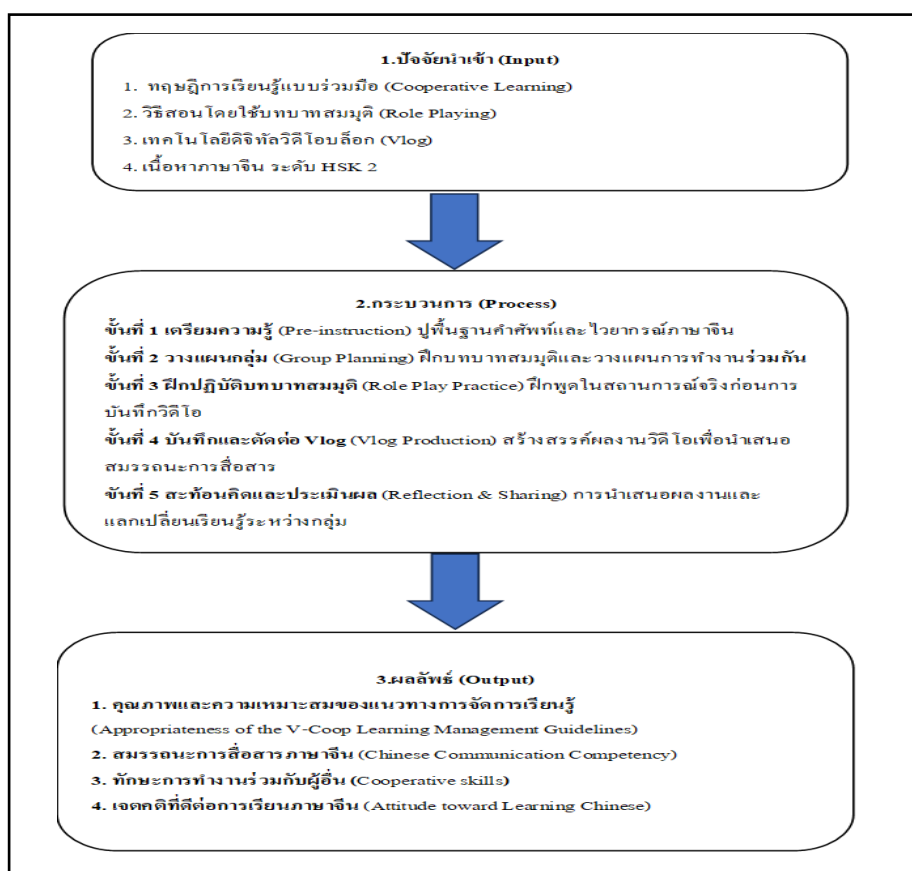 1.ปัจจัยนำเข้า (Input)
1. ทฤษฎีการเรียนรู้แบบร่วมมือ (Cooperative Learning)
2. วิธีสอนโดยใช้บทบาทสมมุติ (Role Playing)
3. เทคโนโลยีดิจิทัลวิดีโอบล็อก (Vlog)
4. เนื้อหาภาษาจีน ระดับ HSK 2
2.กระบวนการ (Process)
ขั้นที่ 1 เตรียมความรู้ (Pre-instruction) ปูพื้นฐานคำศัพท์และไวยากรณ์ภาษาจีน
ขั้นที่ 2 วางแผนกลุ่ม (Group Planning) ฝึกบทบาทสมมุติและวางแผนการทำงานร่วมกัน
ขั้นที่ 3 ฝึกปฏิบัติบทบาทสมมุติ (Role Play Practice) ฝึกพูดในสถานการณ์จริงก่อนการ
บันทึกวิดีโอ
ขั้นที่ 4 บันทึกและตัดต่อ Vlog (Vlog Production) สร้างสรรค์ผลงานวิดีโอเพื่อนำเสนอ
สมรรถนะการสื่อสาร
ขันที่ 5 สะท้อนคิดและประเมินผล (Reflection & Sharing) การนำเสนอผลงานและ
แลกเปลี่ยนเรียนรู้ระหว่างกลุ่ม
3.ผลลัพธ์ (Output)
1. คุณภาพและความเหมาะสมของแนวทางการจัดการเรียนรู้
(Appropriateness of the V-Coop Learning Management Guidelines)
2. สมรรถนะการสื่อสารภาษาจีน (Chinese Communication Competency)
3. ทักษะการทำงานร่วมกับผู้อื่น (Cooperative skills)
4. เจตคติที่ดีต่อการเรียนภาษาจีน (Attitude toward Learning Chinese)